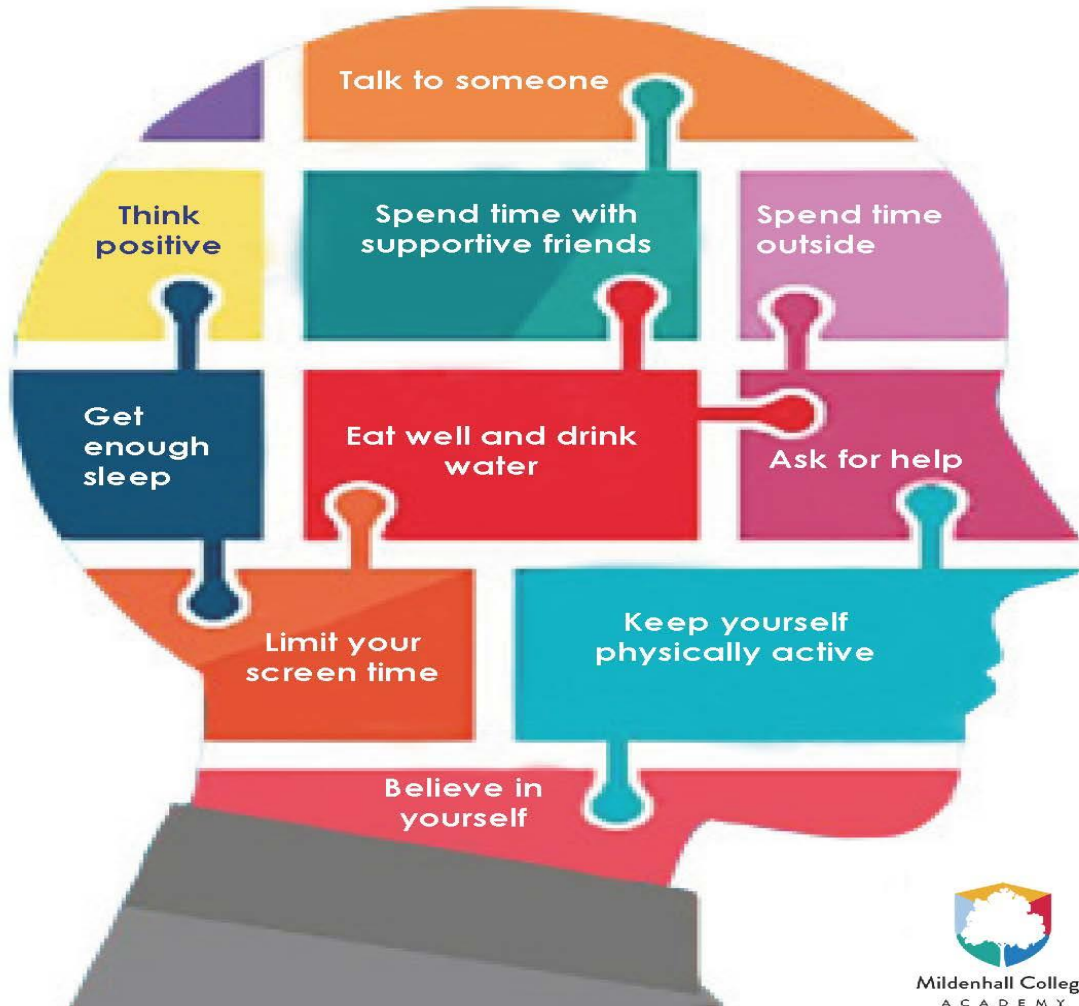 Talk to someone
Think
positive
Spend time with
supportive friends
Spend time
outside
Get
enough
sleep
Eat well and drink
water
Ask for help
Limit your
screen time
Keep yourself
physically active
Believe in
yourself
Mildenhall Colleg
ACADEMY